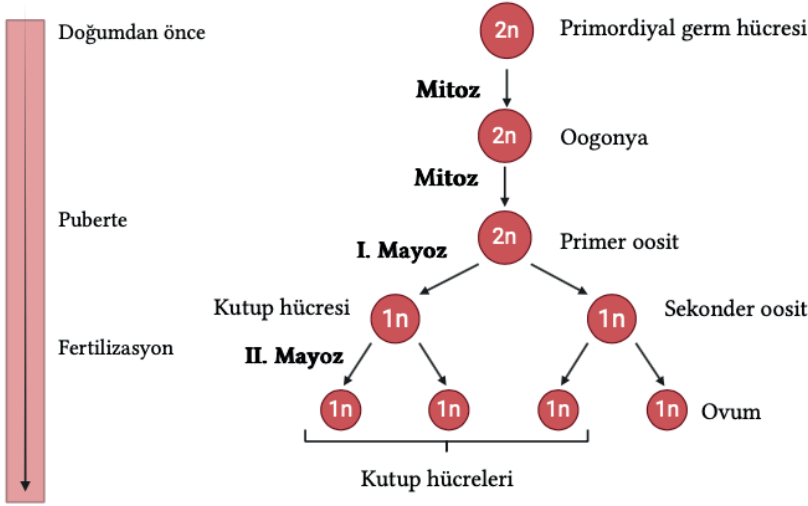 Doğumdan önce
2n
Primordiyal germ hücresi
Mitoz
2n
Oogonya
Mitoz
Puberte
2n
Primer oosit
I. Mayoz
Kutup hücresi
1n
1n
Sekonder oosit
Fertilizasyon
II. Mayoz
1n
1n
1n
1n
Ovum
Kutup hücreleri